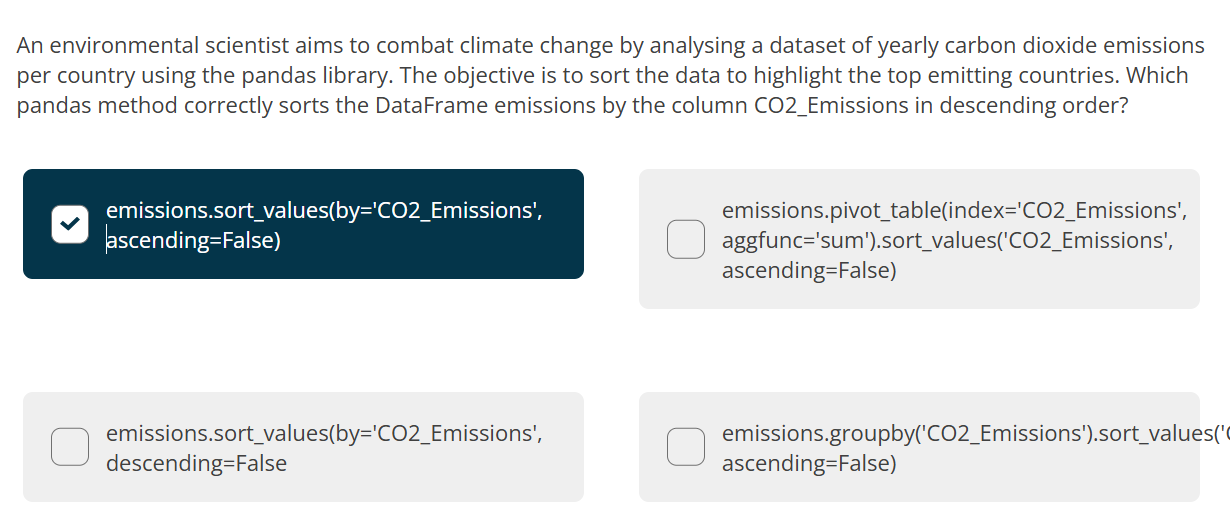 An environmental scientist aims to combat climate change by analysing a dataset of yearly carbon dioxide emissions
per country using the pandas library. The objective is to sort the data to highlight the top emitting countries. Which
pandas method correctly sorts the DataFrame emissions by the column CO2_Emissions in descending order?
emissions.sort_values(by='CO2_Emissions',
ascending=False)
emissions.pivot_table(index='CO2_Emissions',
aggfunc='sum').sort_values('CO2_Emissions',
ascending=False)
emissions.sort_values(by='CO2_Emissions',
descending=False
emissions.groupby('CO2_Emissions').sort_values('
ascending=False)